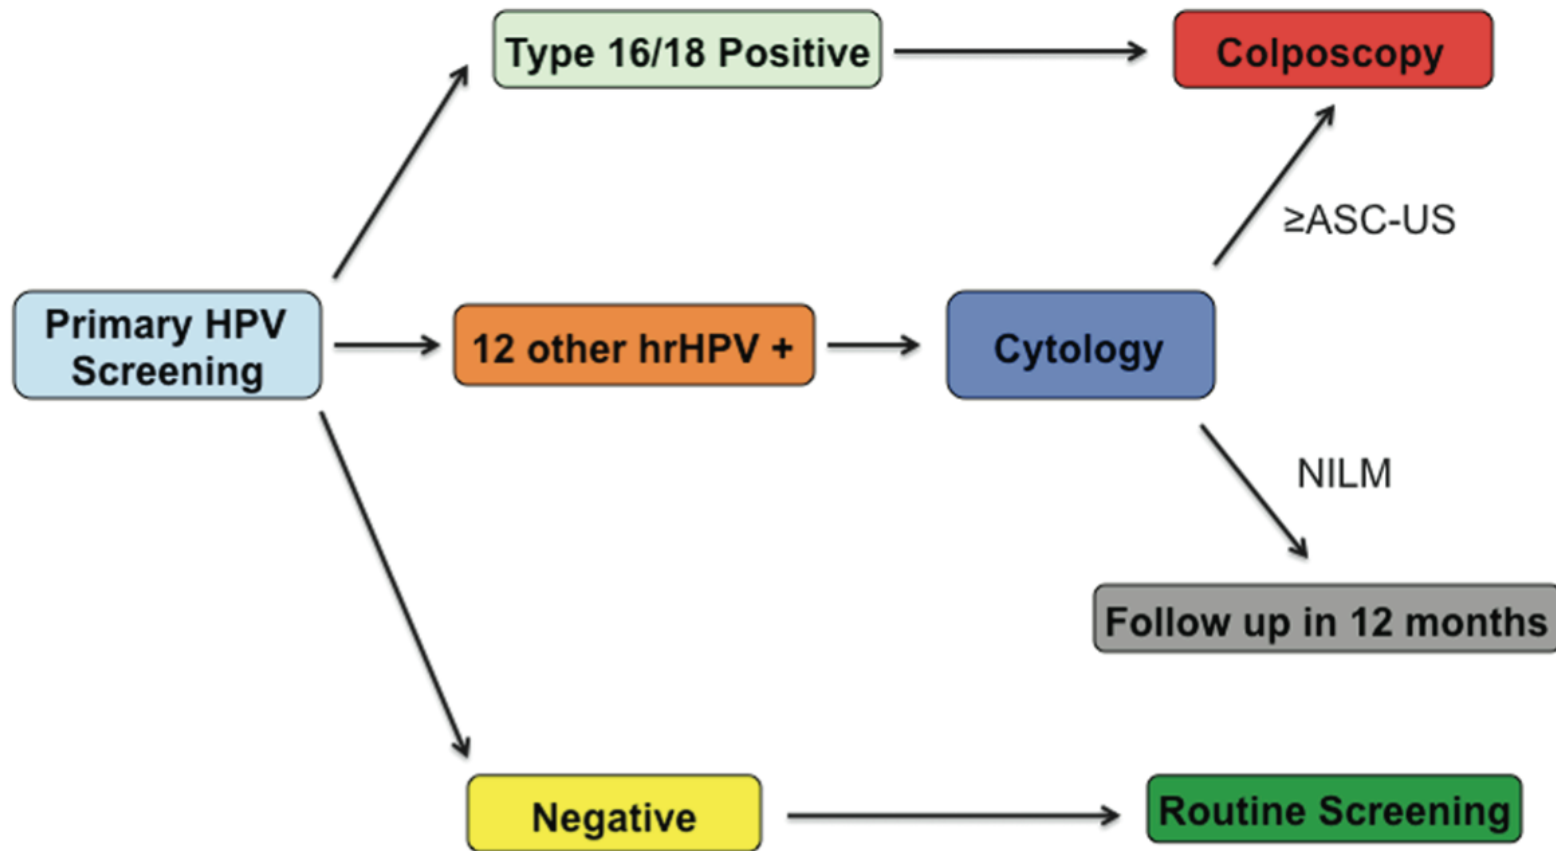 Type 16/18 Positive
Colposcopy
≥ASC-US
Primary HPV
Screening
12 other hrHPV +
Cytology
NILM
Follow up in 12 months
Negative
Routine Screening